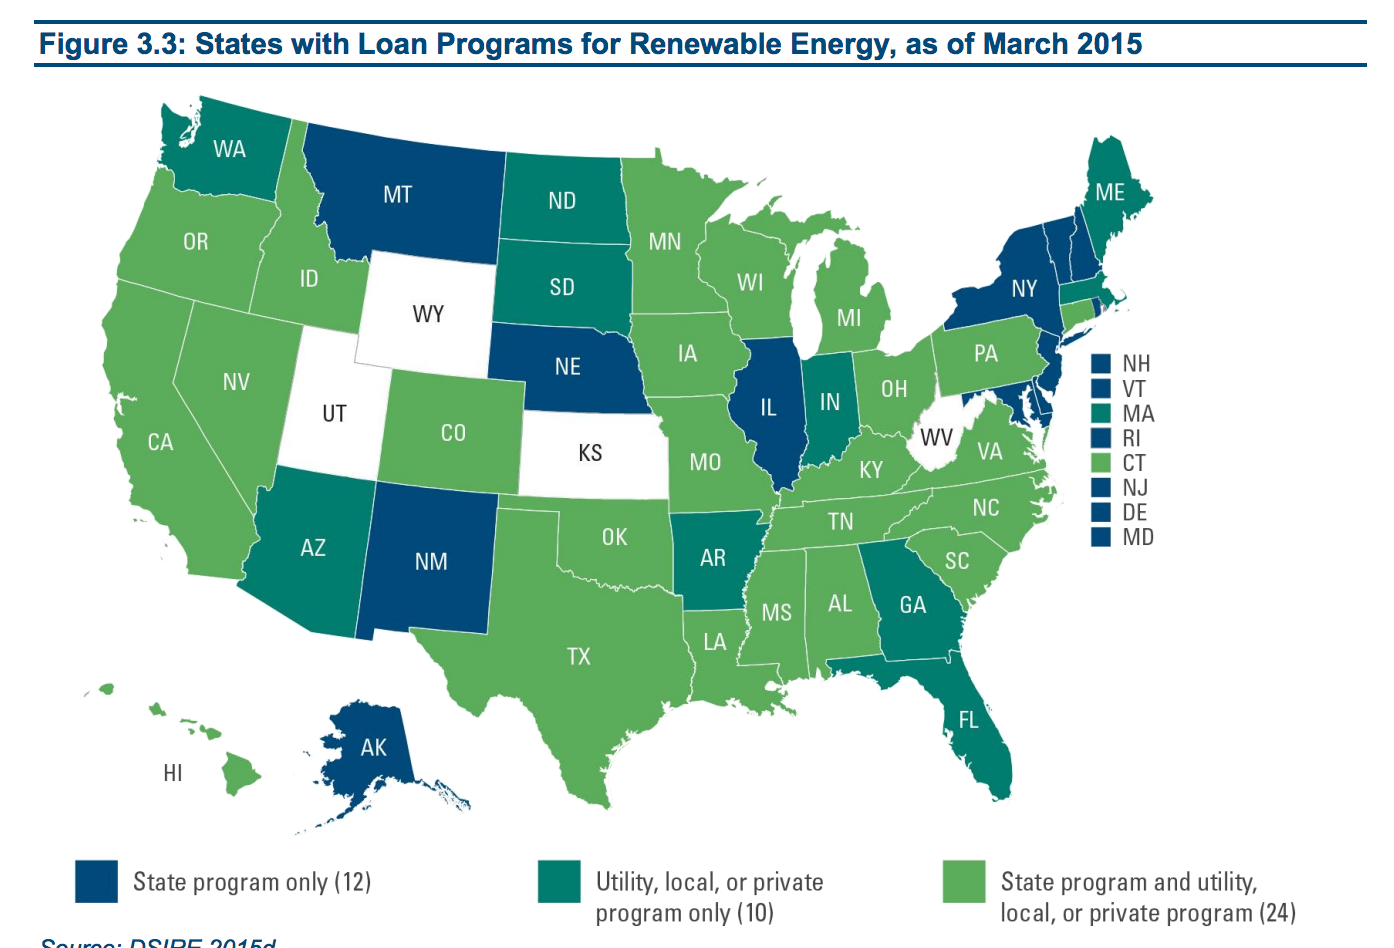 Figure 3.3: States with Loan Programs for Renewable Energy, as of March 2015
WA
MT
ND
ME
OR
MN
ID
SD
WI
NY
WY
MI
NE
IA
PA
NH
NV
OH
VT
UT
IL
IN
MA
CO
WV
RI
CA
KS
MO
KY
VA
CT
NJ
NC
DE
OK
TN
MD
AZ
NM
AR
SC
MS
AL
GA
TX
LA
FL
HI
AK
State program only (12)
Utility, local, or private
program only (10)
State program and utility,
local, or private program (24)
Source: DSIRE 2015d